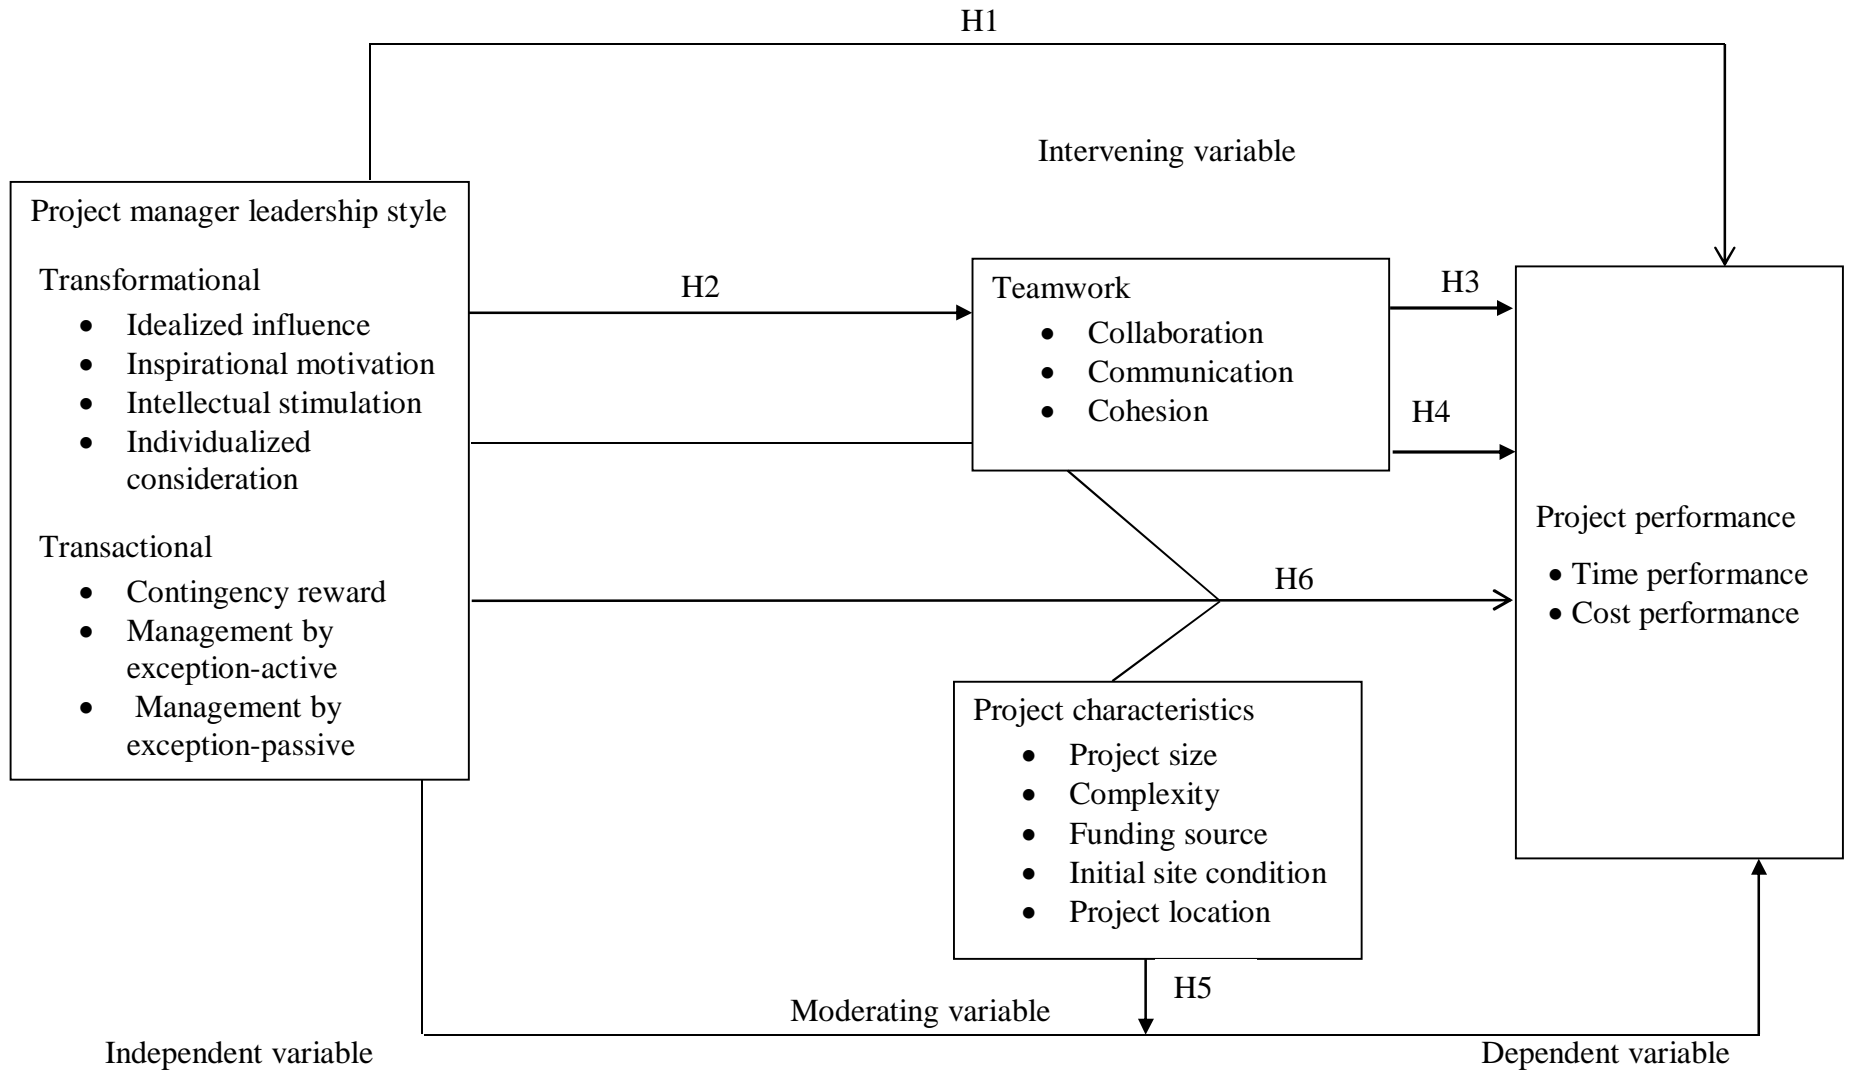 H1
Intervening variable
Project manager leadership style
Transformational
• Idealized influence
• Inspirational motivation
• Intellectual stimulation
• Individualized
consideration
Transactional
• Contingency reward
• Management by
exception-active
• Management by
exception-passive
H2
Teamwork
• Collaboration
• Communication
• Cohesion
H3
H4
H6
Project characteristics
• Project size
• Complexity
• Funding source
• Initial site condition
• Project location
H5
Project performance
• Time performance
• Cost performance
Moderating variable
Independent variable
Dependent variable